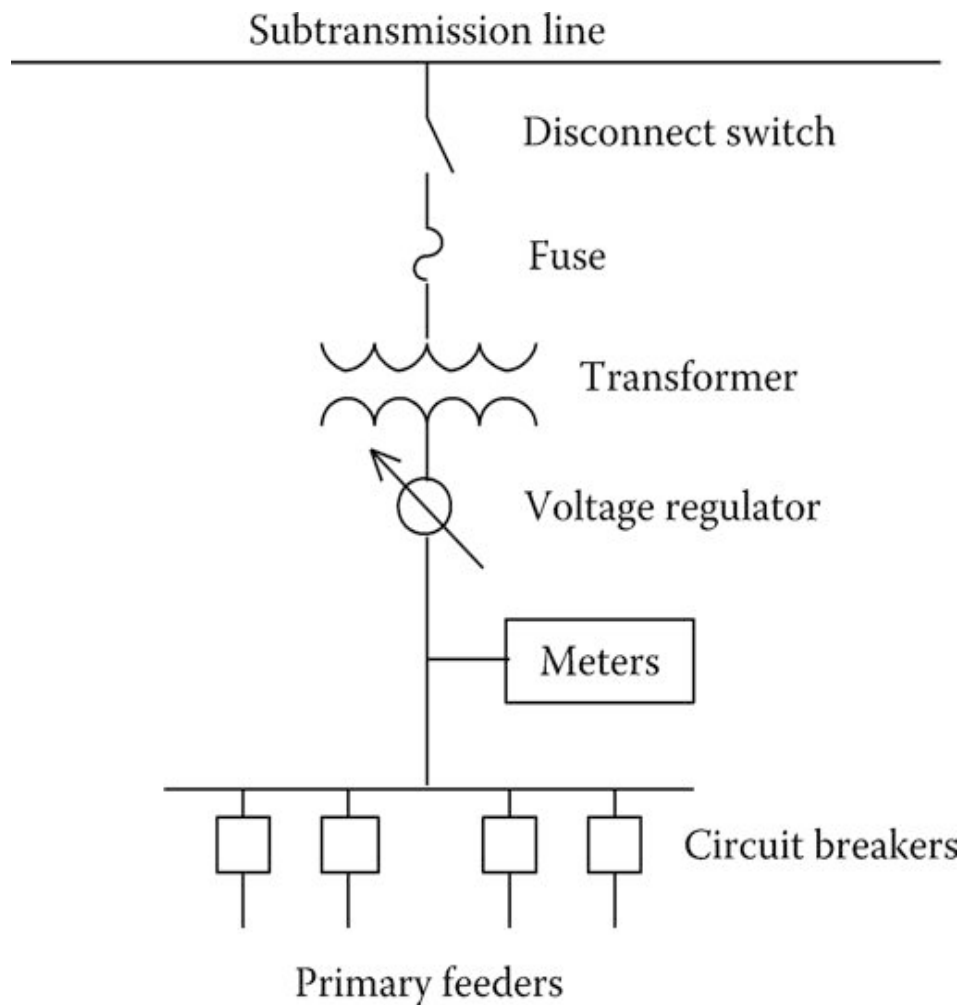 Subtransmission line
Disconnect switch
Fuse
Transformer
Voltage regulator
Meters
Circuit breakers
Primary feeders